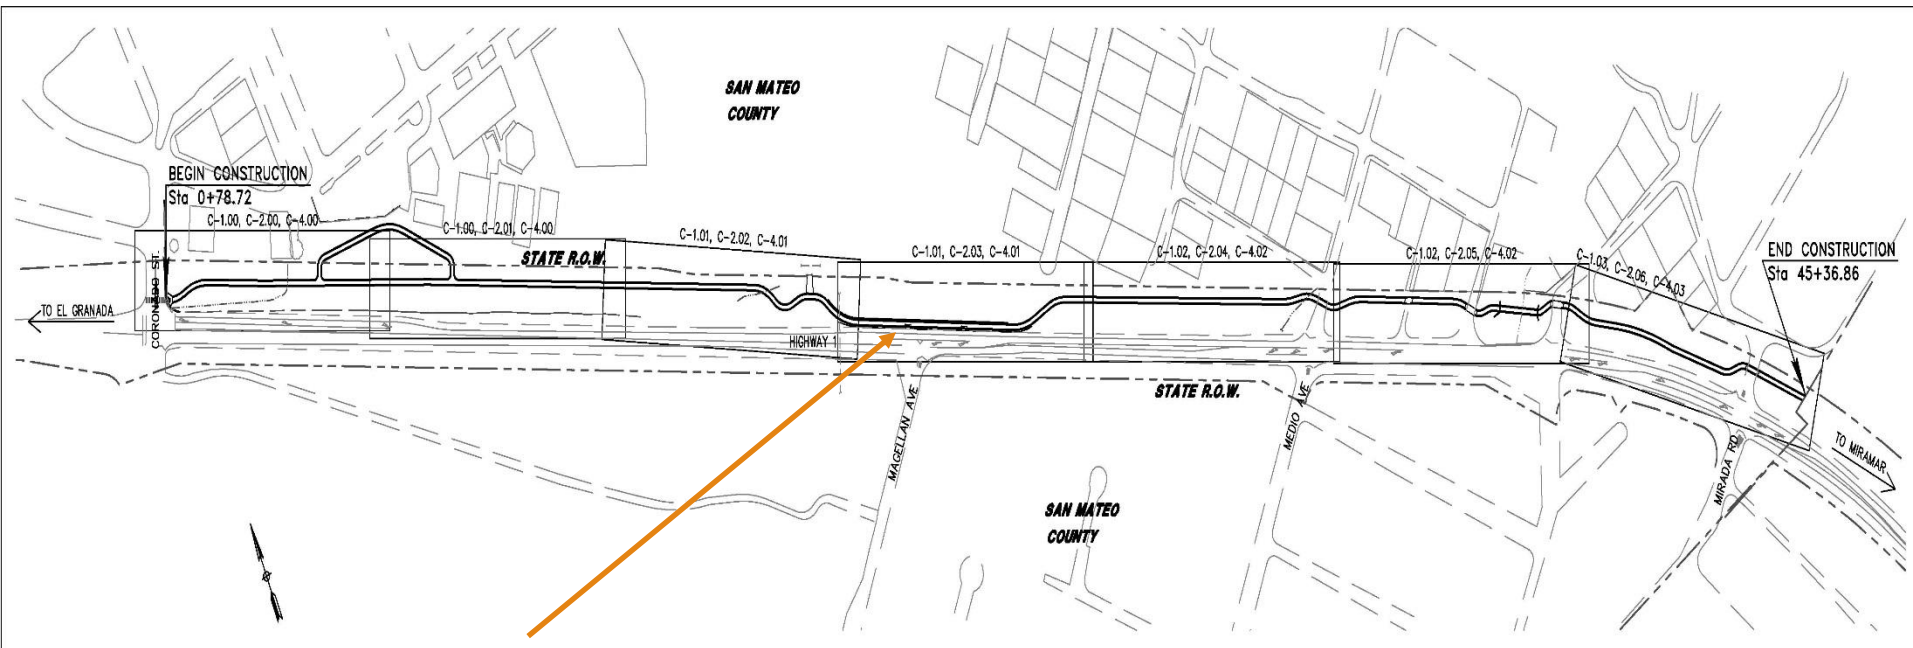 SAN MATEO
COUNTY
BEGIN CONSTRUCTION
Sta 0+78.72
C-1.00, C-2.00, C-4.00
C-1.00, C-2.01, C-4.00
STATE R.O.W.
C-1.01, C-2.02, C-4.01
C-1.01, C-2.03, C-4.01
C-1.02, C-2.04, C-4.02
C-1.02, C-2.05, C-4.02
C-1.03, C-2.06, C-4.03
END CONSTRUCTION
Sta 45+36.86
TO EL GRANADA
CORONADO ST.
HIGHWAY 1
MAGELLAN AVE
STATE R.O.W.
MEDIO AVE
MIRADA RD
TO MIRAMAR
SAN MATEO
COUNTY